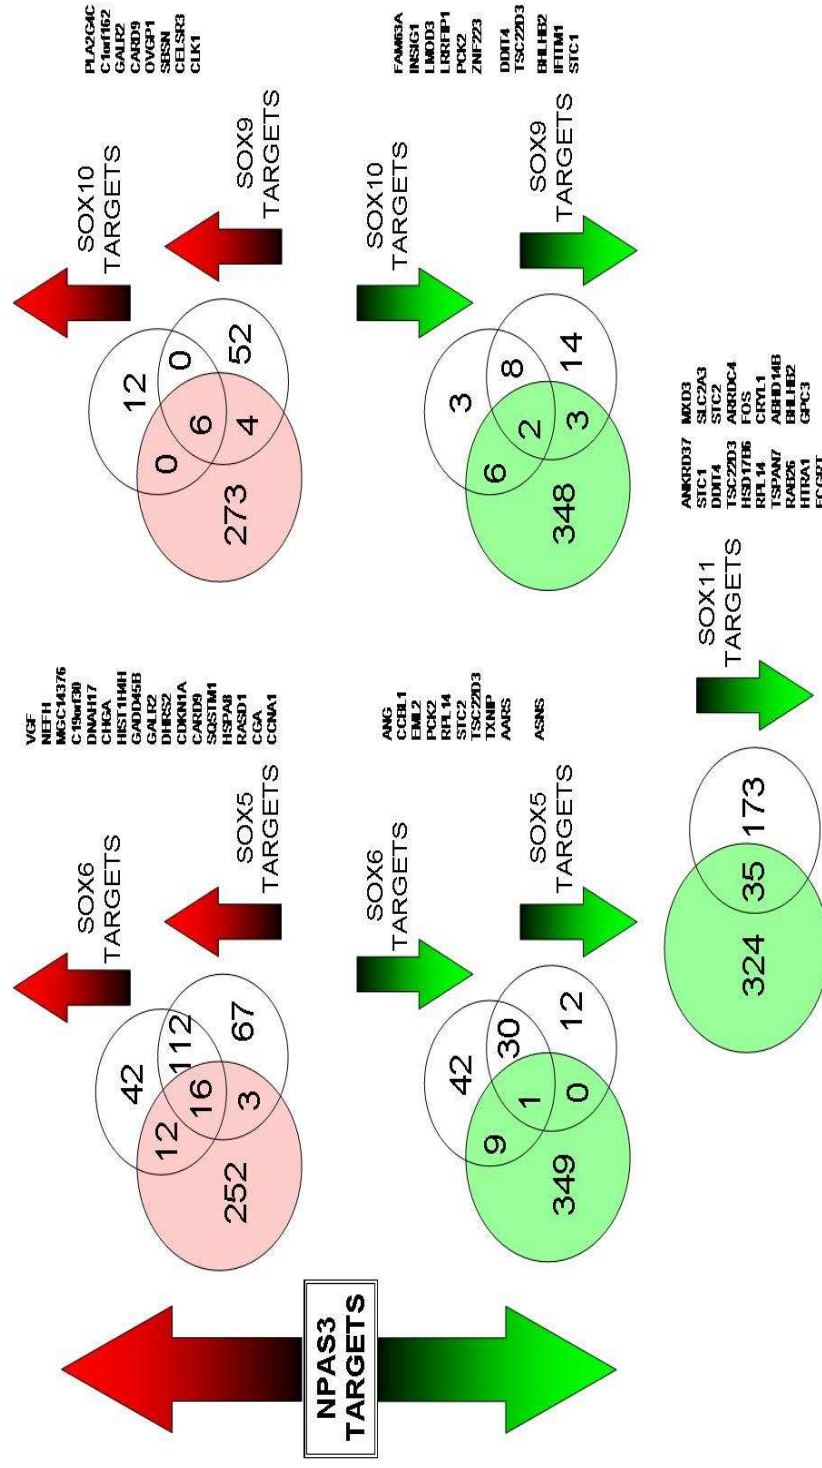 NPAS3
TARGETS
252
12
16
3
42
112
67
SOX6
TARGETS
SOX5
TARGETS
VGF
NEFH
MGC14376
C19orf30
DNAH17
CHGA
HIST1H4H
GADD45B
GALR2
DHRS2
CDKN1A
CARD9
SQSTM1
HSPA8
RASD1
CGA
CCNA1
273
0
6
4
12
0
52
SOX10
TARGETS
SOX9
TARGETS
PLA2G4C
C1orf162
GALR2
CARD9
OVGP1
SBSN
CELSR3
CLK1
349
9
1
0
42
30
12
SOX6
TARGETS
SOX5
TARGETS
ANG
CCBL1
EML2
PCK2
RPL14
STC2
TSC22D3
TXNIP
AARS
ASNS
348
6
2
3
3
8
14
SOX10
TARGETS
SOX9
TARGETS
FAM63A
INSIG1
LMOD3
LRRFIP1
PCK2
ZNF223
DDIT4
TSC22D3
BHLHB2
IFITM1
STC1
324
35
173
SOX11
TARGETS
ANKRD37 MXD3
STC1 SLC2A3
DDIT4 STC2
TSC22D3 ARRDC4
HSD17B6 FOS
RPL14 CRYL1
TSPAN7 ABHD14B
RAB26 BHLHB2
HTRA1 GPC3
FCGRT